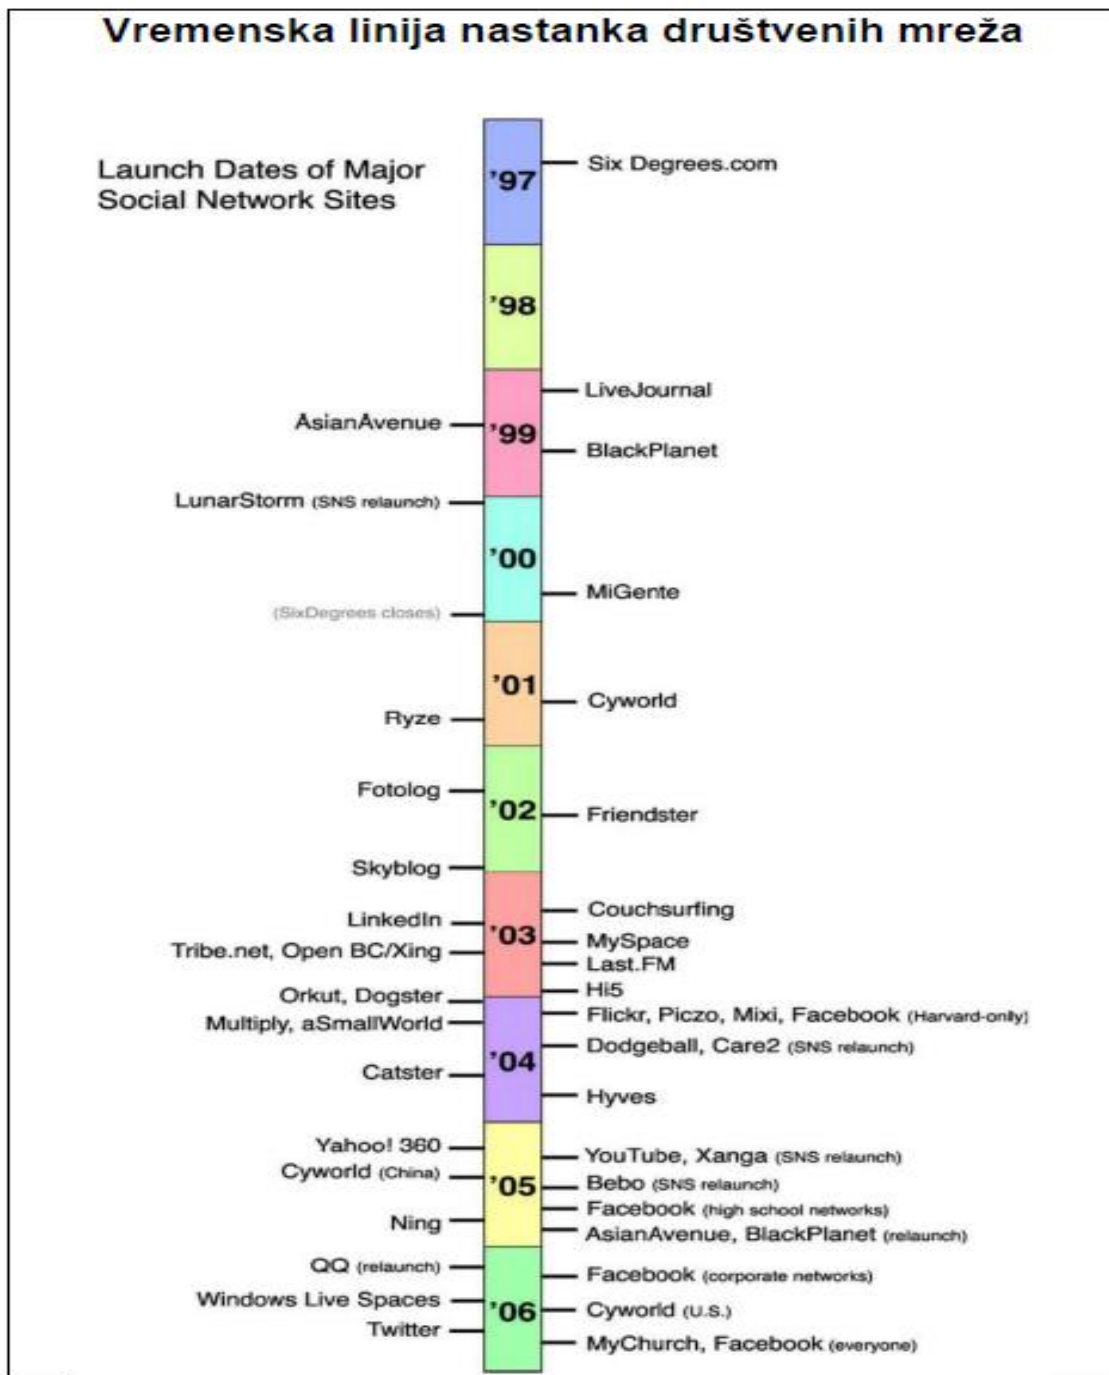 Vremenska linija nastanka društvenih mreža
Launch Dates of Major
Social Network Sites
'97
Six Degrees.com
'98
'99
LiveJournal
AsianAvenue
BlackPlanet
'00
LunarStorm (SNS relaunch)
MiGente
(SixDegrees closes)
'01
Cyworld
Ryze
'02
Fotolog
Friendster
Skyblog
'03
Couchsurfing
LinkedIn
MySpace
Tribe.net, Open BC/Xing
Last.FM
Hi5
'04
Orkut, Dogster
Flickr, Piczo, Mixi, Facebook (Harvard-only)
Multiply, aSmallWorld
Dodgeball, Care2 (SNS relaunch)
Catster
Hyves
'05
Yahoo! 360
YouTube, Xanga (SNS relaunch)
Cyworld (China)
Bebo (SNS relaunch)
Facebook (high school networks)
Ning
AsianAvenue, BlackPlanet (relaunch)
'06
QQ (relaunch)
Facebook (corporate networks)
Windows Live Spaces
Cyworld (U.S.)
Twitter
MyChurch, Facebook (everyone)